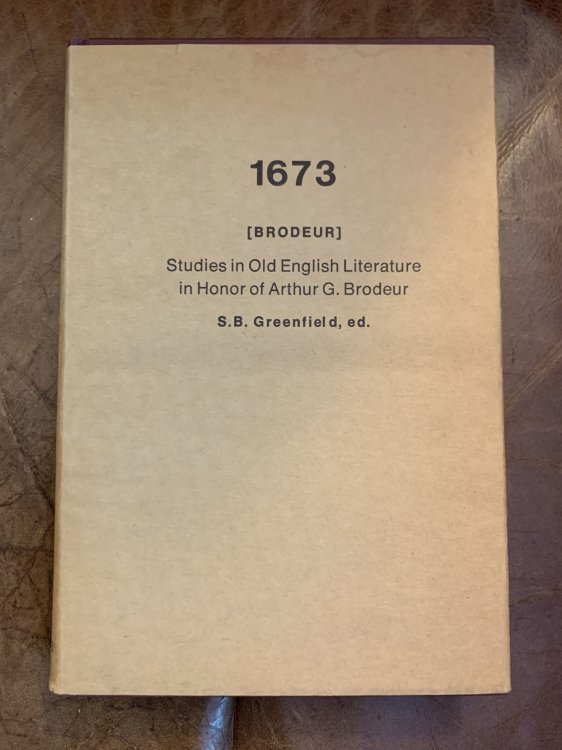 1673
[BRODEUR]
Studies in Old English Literature
in Honor of Arthur G. Brodeur
S.B. Greenfield, ed.